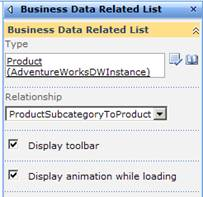 Business Data Related List
Business Data Related List
Type
Product
(AdventureWorksDWInstance)
Relationship
ProductSubcategoryToProduct
Display toolbar
Display animation while loading